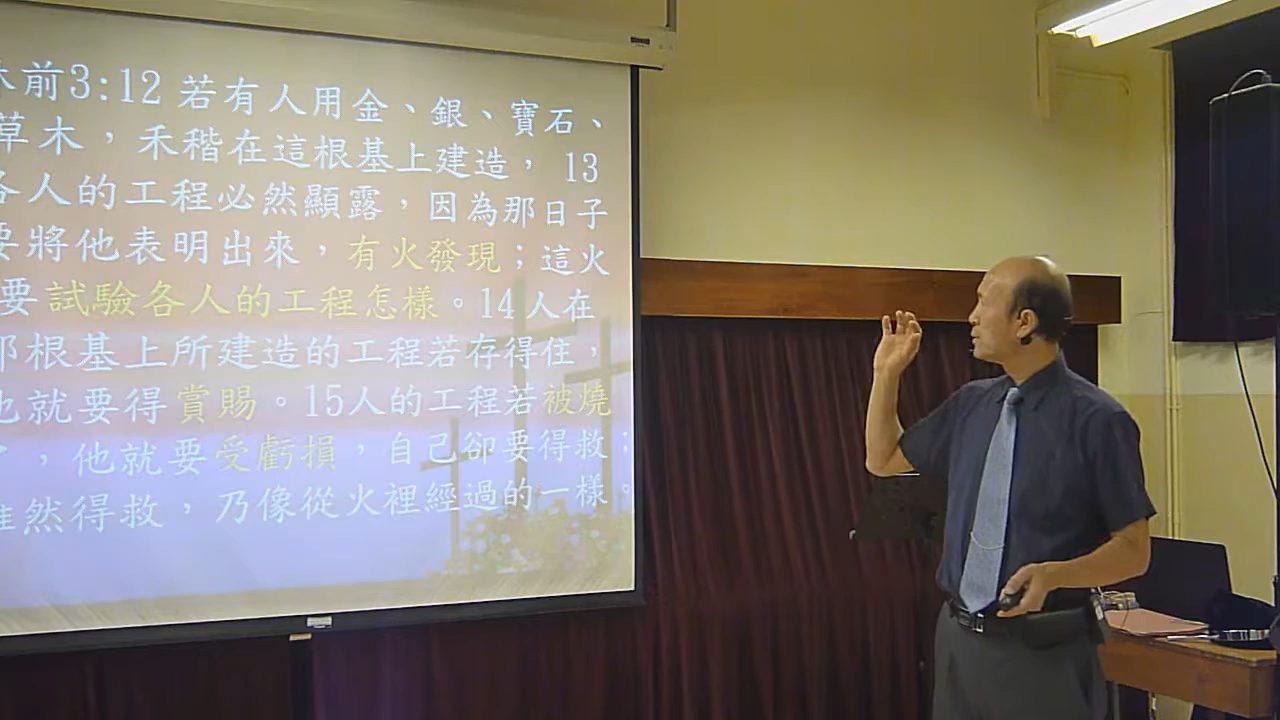 前3:12 若有人用金、銀、寶石、
草木，禾稭在這根基上建造， 13
各人的工程必然顯露，因為那日子
要將他表明出來，有火發現；這火
要試驗各人的工程怎樣。14人在
那根基上所建造的工程若存得住，
他就要得賞賜。15人的工程若被燒
了，他就要受虧損，自己卻要得救；
雖然得救，乃像從火裡經過的一樣。